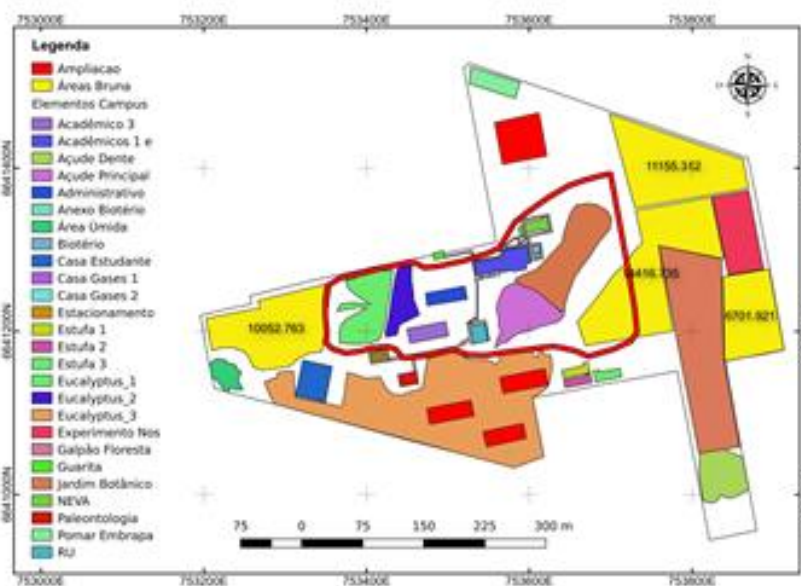 753000E 753200E 753400E 753600E 753800E
Legenda
Ampliacao
Áreas Bruna
Elementos Campus
Acadêmico 3
Acadêmicos 1 e
Açude Dente
Açude Principal
Administrativo
Anexo Biotério
Área Úmida
Biotério
Casa Estudante
Casa Gases 1
Casa Gases 2
Estacionamento
Estufa 1
Estufa 2
Estufa 3
Eucalyptus_1
Eucalyptus_2
Eucalyptus_3
Experimento Nos
Galpão Floresta
Guarita
Jardim Botânico
NEVA
Paleontologia
Pomar Embrapa
RU
N
11155.352
10052.763
6701.921
6641400N
6641200N
6641000N
75 0 75 150 225 300 m
753000E 753200E 753400E 753600E 753800E